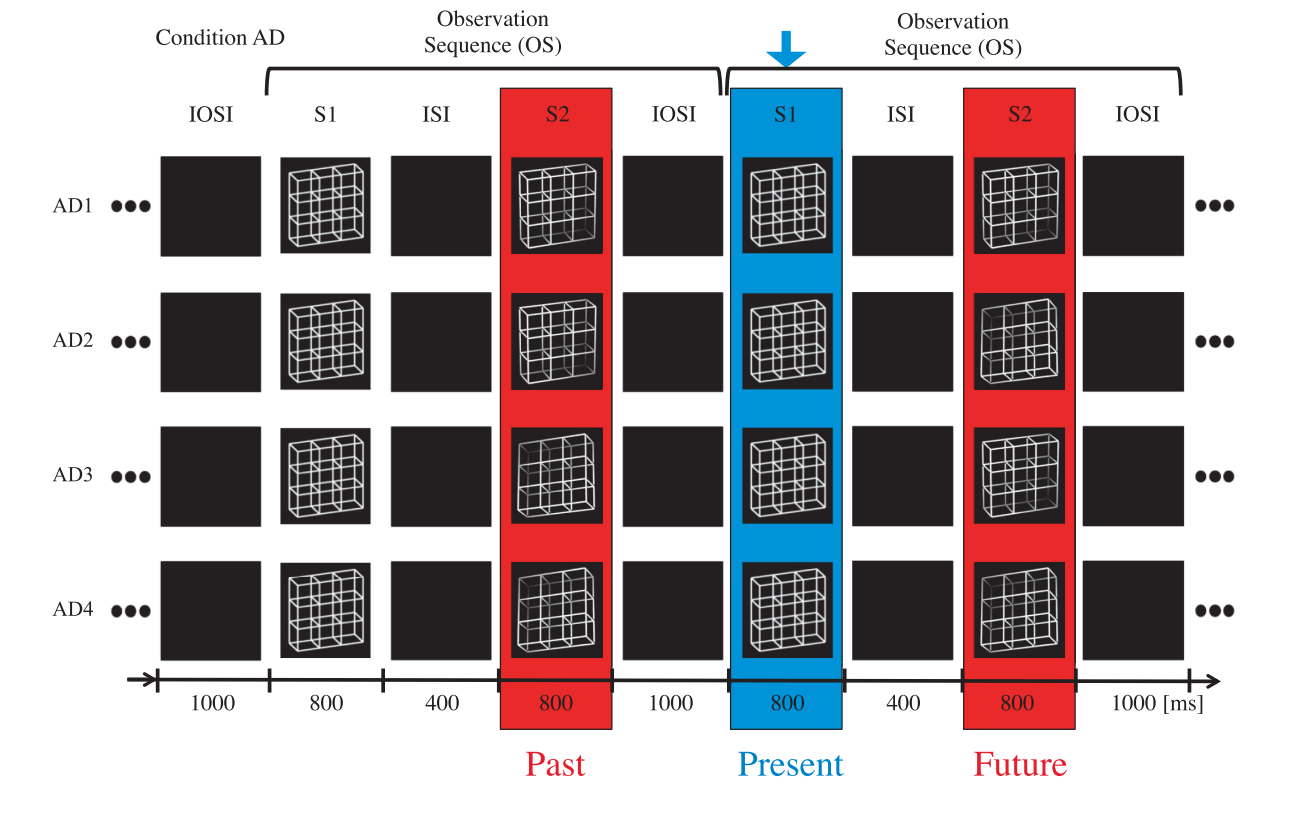 Condition AD
Observation
Sequence (OS)
Observation
Sequence (OS)
IOSI S1 ISI S2 IOSI S1 ISI S2 IOSI
AD1
AD2
AD3
AD4
1000 800 400 800 1000 800 400 800 1000 [ms]
Past Present Future